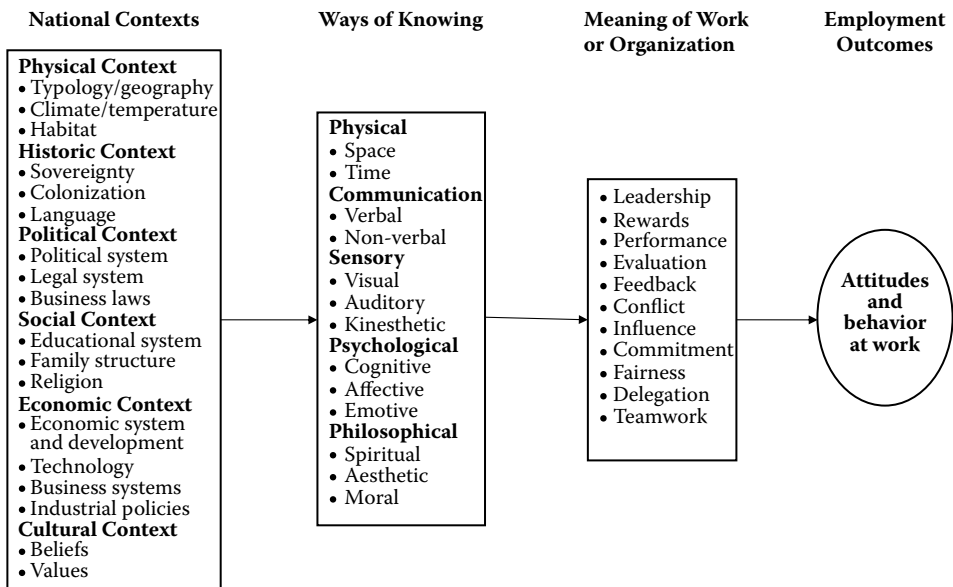 National Contexts
Physical Context
• Typology/geography
• Climate/temperature
• Habitat
Historic Context
• Sovereignty
• Colonization
• Language
Political Context
• Political system
• Legal system
• Business laws
Social Context
• Educational system
• Family structure
• Religion
Economic Context
• Economic system
and development
• Technology
• Business systems
• Industrial policies
Cultural Context
• Beliefs
• Values
Ways of Knowing
Physical
• Space
• Time
Communication
• Verbal
• Non-verbal
Sensory
• Visual
• Auditory
• Kinesthetic
Psychological
• Cognitive
• Affective
• Emotive
Philosophical
• Spiritual
• Aesthetic
• Moral
Meaning of Work
or Organization
• Leadership
• Rewards
• Performance
• Evaluation
• Feedback
• Conflict
• Influence
• Commitment
• Fairness
• Delegation
• Teamwork
Employment
Outcomes
Attitudes
and
behavior
at work